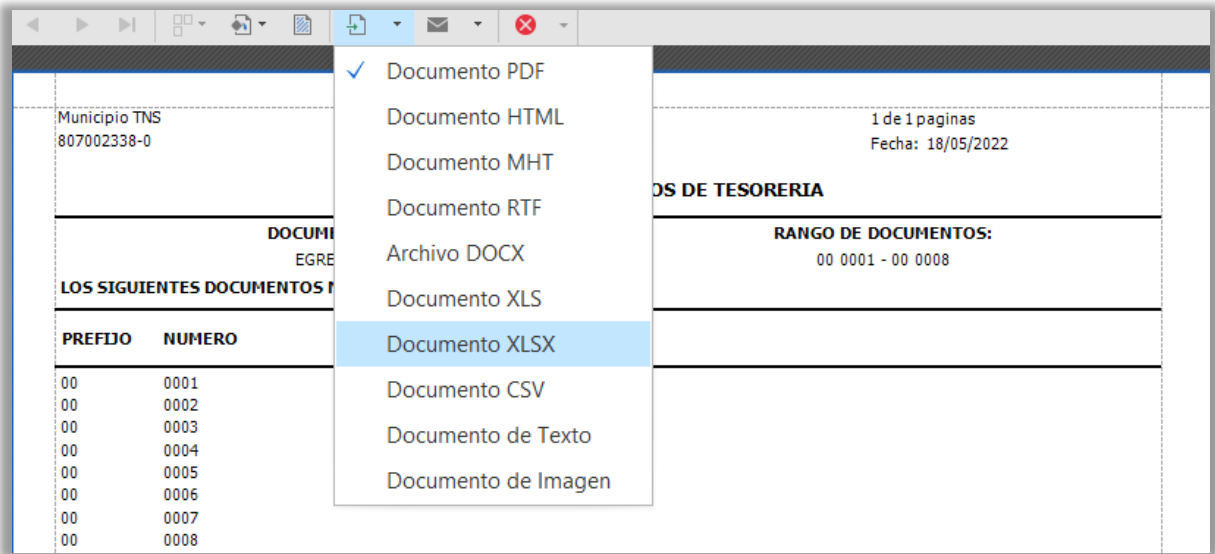 Municipio TNS
807002338-0
1 de 1 paginas
Fecha: 18/05/2022
OS DE TESORERIA
DOCUME
RANGO DE DOCUMENTOS:
EGRE
00 0001 - 00 0008
LOS SIGUIENTES DOCUMENTOS
PREFIJO NUMERO
00 0001
00 0002
00 0003
00 0004
00 0005
00 0006
00 0007
00 0008
Documento PDF
Documento HTML
Documento MHT
Documento RTF
Archivo DOCX
Documento XLS
Documento XLSX
Documento CSV
Documento de Texto
Documento de Imagen